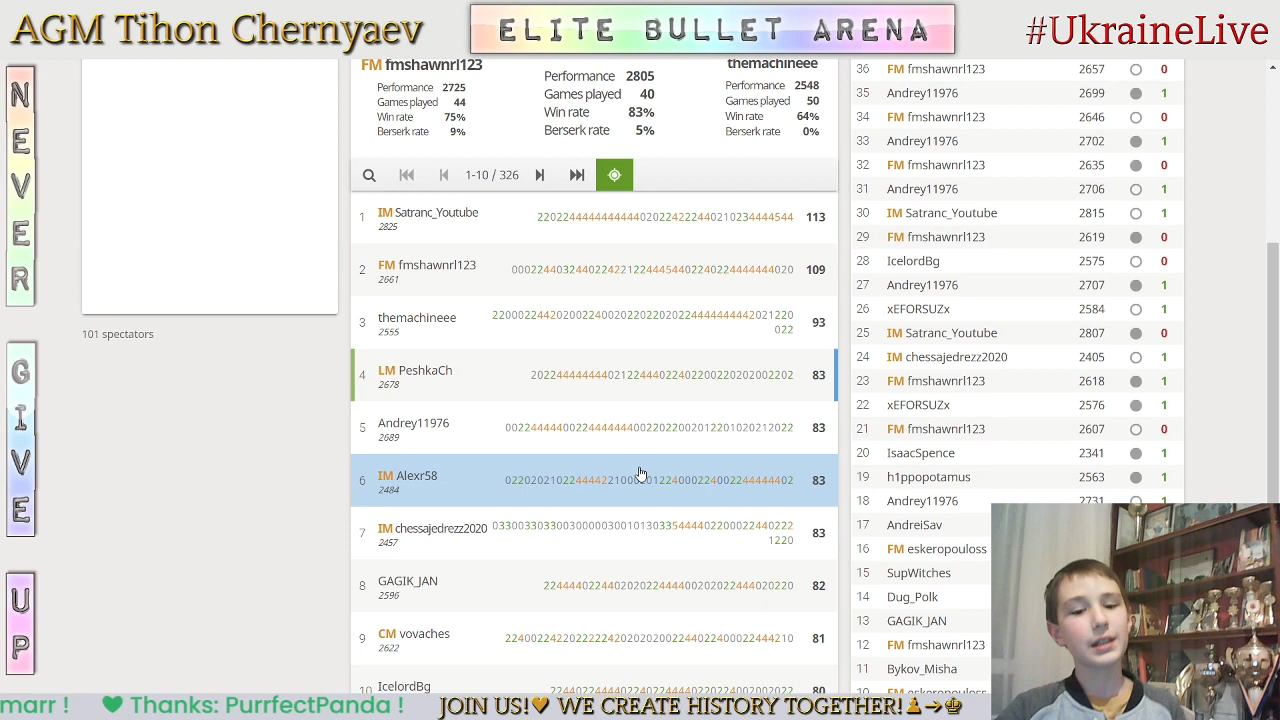 AGM Tihon Chernyaev
ELITE BULLET ARENA
#UkraineLive
NEVER
GIVE
UP
101 spectators
FM fmshawnrl123
Performance 2725
Games played 44
Win rate 75%
Berserk rate 9%
Performance 2805
Games played 40
Win rate 83%
Berserk rate 5%
themachineee
Performance 2548
Games played 50
Win rate 64%
Berserk rate 0%
1-10 / 326
1 IM Satranc_Youtube 113
2825
2 FM fmshawnrl123 109
2661
3 themachineee 93
2555
4 LM PeshkaCh 83
2678
5 Andrey11976 83
2689
6 IM Alexr58 83
2484
7 IM chessajedrezz2020 83
2457
8 GAGIK_JAN 82
2596
9 CM vovaches 81
2622
10 IcelordBg 80
36 FM fmshawnrl123 2657 0
35 Andrey11976 2699 1
34 FM fmshawnrl123 2646 0
33 Andrey11976 2702 1
32 FM fmshawnrl123 2635 0
31 Andrey11976 2706 1
30 IM Satranc_Youtube 2815 1
29 FM fmshawnrl123 2619 0
28 IcelordBg 2575 0
27 Andrey11976 2707 1
26 xEFORSUZx 2584 1
25 IM Satranc_Youtube 2807 0
24 IM chessajedrezz2020 2405 1
23 FM fmshawnrl123 2618 1
22 xEFORSUZx 2576 1
21 FM fmshawnrl123 2607 0
20 IsaacSpence 2341 1
19 h1ppopotamus 2563 1
18 Andrey11976 2731 1
17 AndreiSav
16 FM eskeropouloss
15 SupWitches
14 Dug_Polk
13 GAGIK_JAN
12 FM fmshawnrl123
11 Bykov_Misha
10 FM eskeropouloss
marr ! Thanks: PurrfectPanda !
JOIN US! WE CREATE HISTORY TOGETHER!